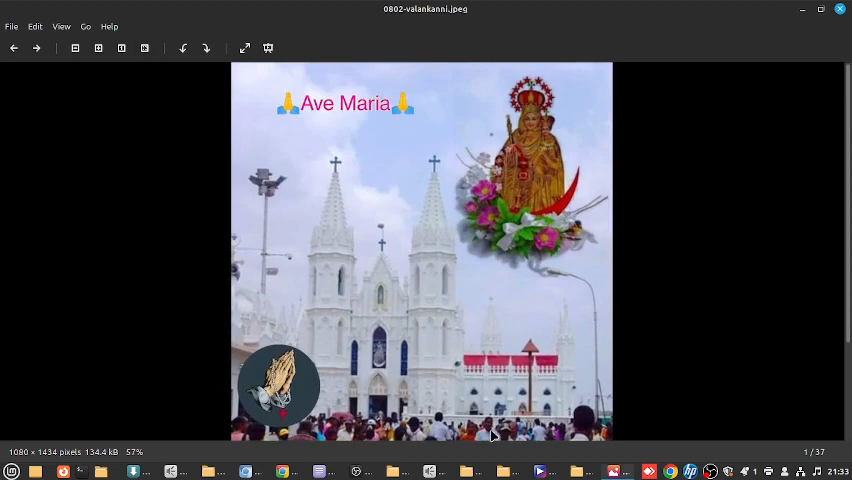 0802-valankanni.jpeg
File Edit View Go Help
🙏Ave Maria🙏
1080 × 1434 pixels 134.4 kB 57%
1 / 37
21:33